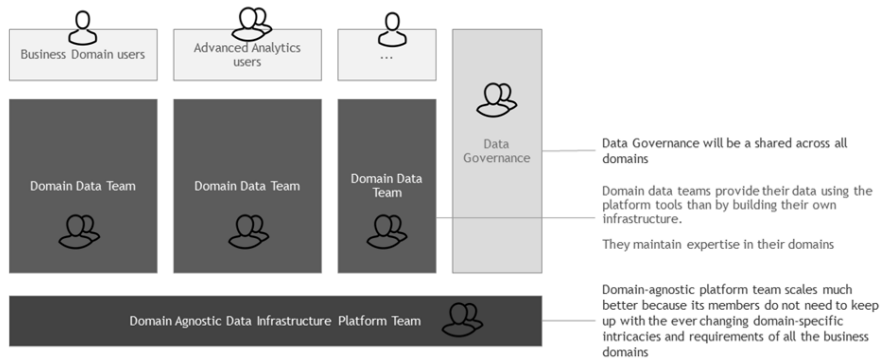 Business Domain users
Advanced Analytics
users
...
Domain Data Team
Domain Data Team
Domain Data
Team
Data
Governance
Domain Agnostic Data Infrastructure Platform Team
Data Governance will be a shared across all
domains
Domain data teams provide their data using the
platform tools than by building their own
infrastructure.
They maintain expertise in their domains
Domain-agnostic platform team scales much
better because its members do not need to keep
up with the ever changing domain-specific
intricacies and requirements of all the business
domains